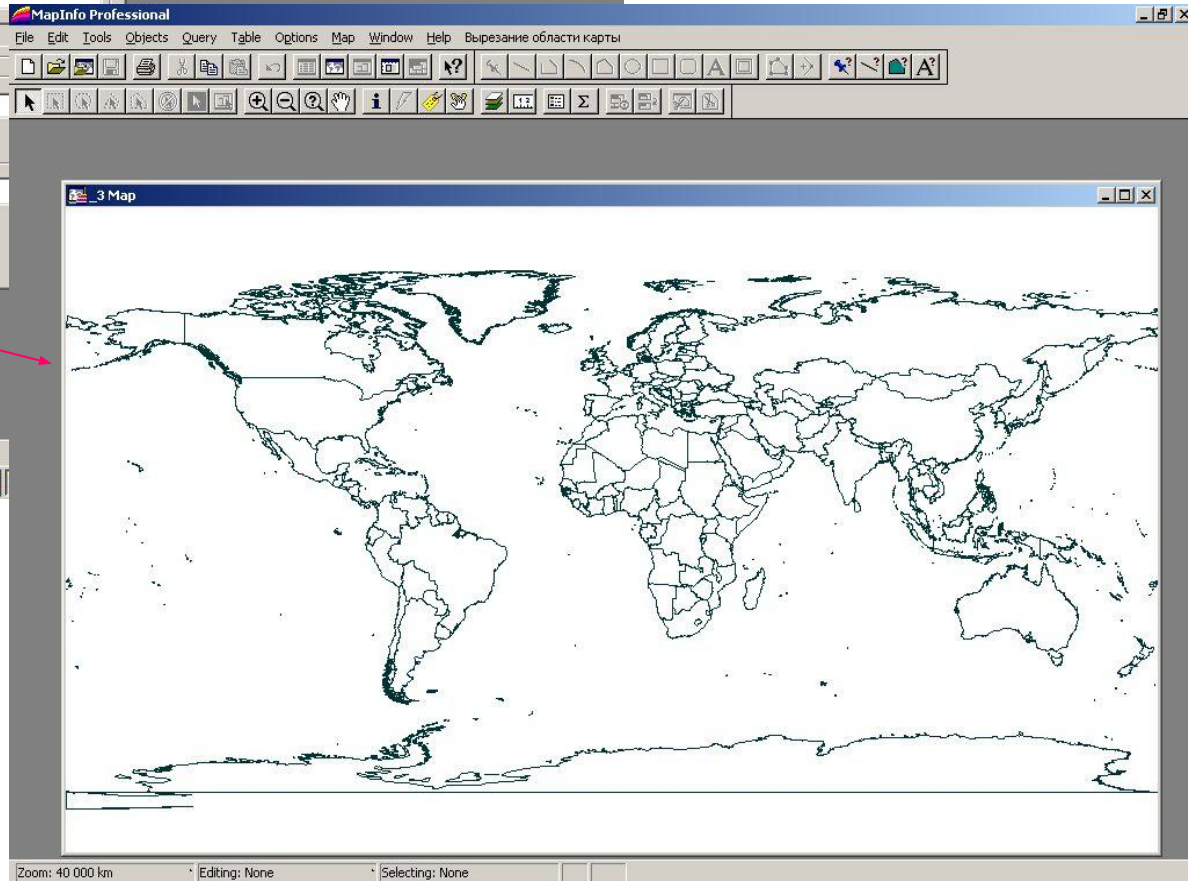 MapInfo Professional
File Edit Tools Objects Query Table Options Map Window Help Вырезание области карты
_3 Map
Zoom: 40 000 km Editing: None Selecting: None